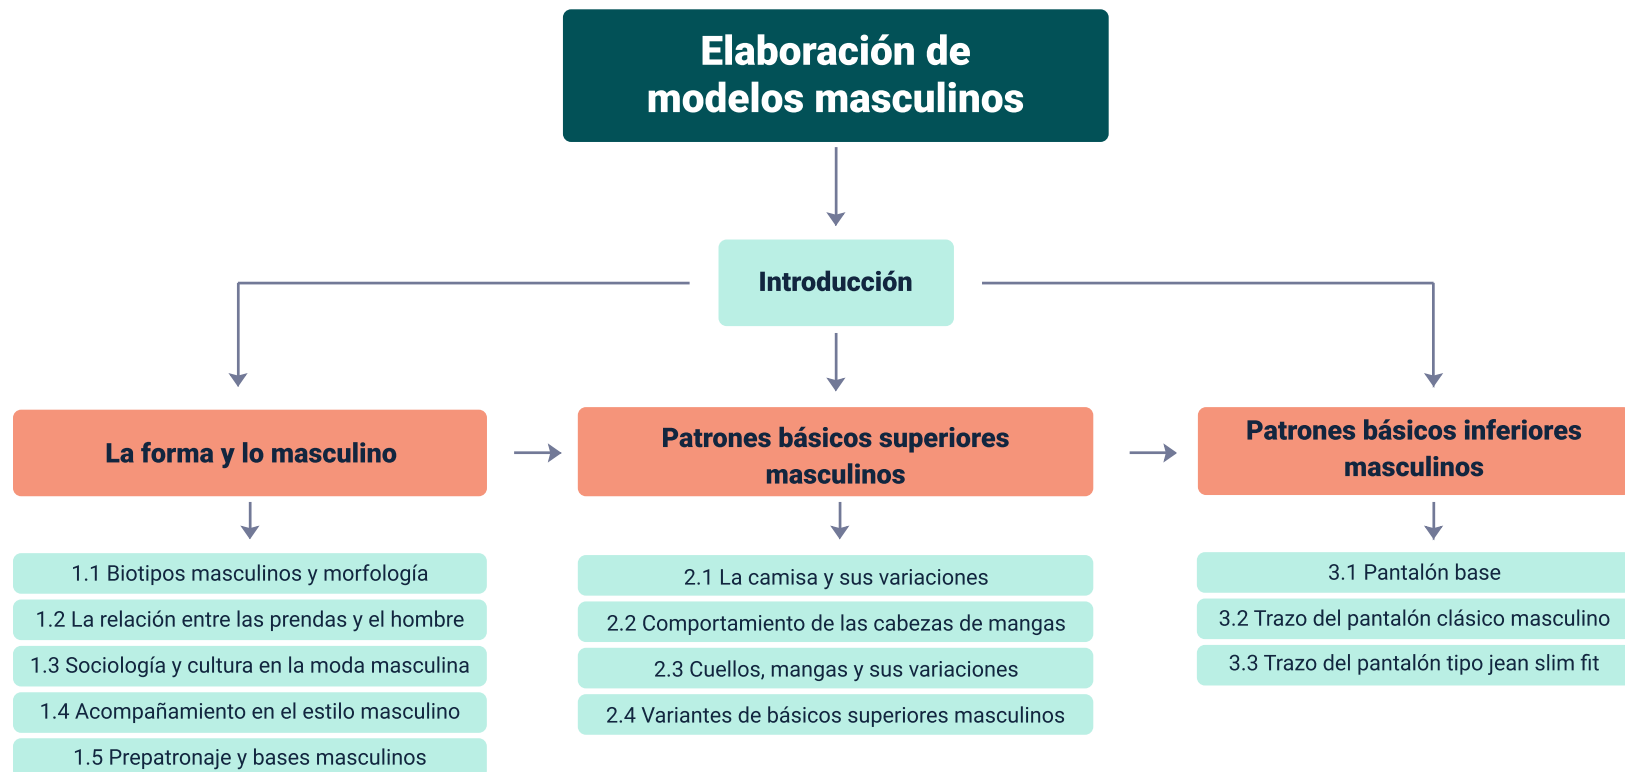 Elaboración de
modelos masculinos
Introducción
La forma y lo masculino
1.1 Biotipos masculinos y morfología
1.2 La relación entre las prendas y el hombre
1.3 Sociología y cultura en la moda masculina
1.4 Acompañamiento en el estilo masculino
1.5 Prepatronaje y bases masculinos
Patrones básicos superiores
masculinos
2.1 La camisa y sus variaciones
2.2 Comportamiento de las cabezas de mangas
2.3 Cuellos, mangas y sus variaciones
2.4 Variantes de básicos superiores masculinos
Patrones básicos inferiores
masculinos
3.1 Pantalón base
3.2 Trazo del pantalón clásico masculino
3.3 Trazo del pantalón tipo jean slim fit